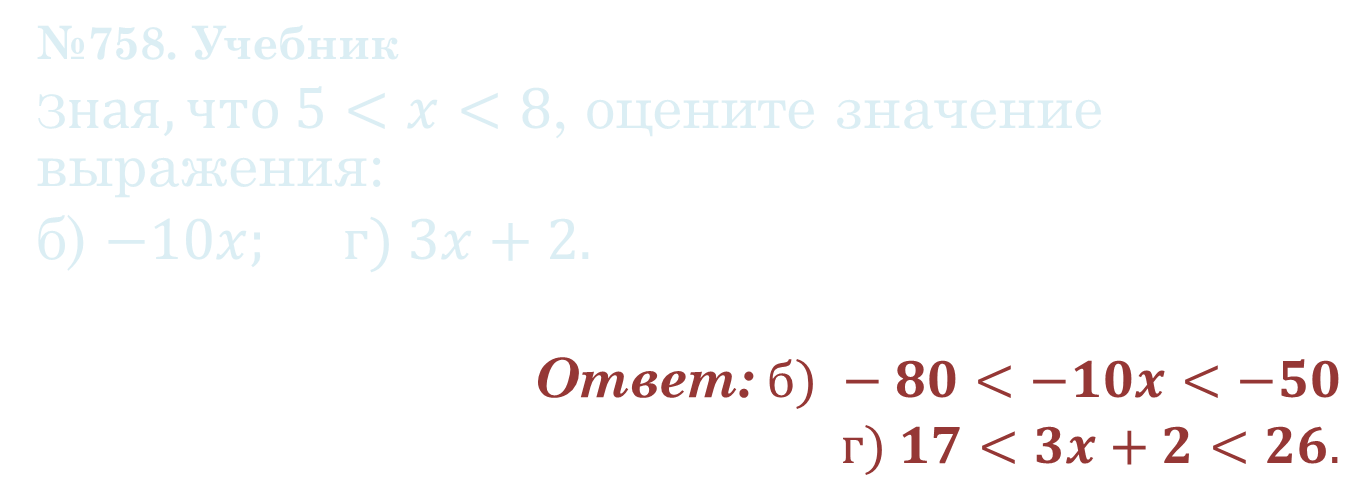 №758. Учебник
Зная, что 5 < x < 8, оцените значение
выражения:
б) −10x; г) 3x + 2.
Ответ: б) − 80 < −10x < −50
г) 17 < 3x + 2 < 26.